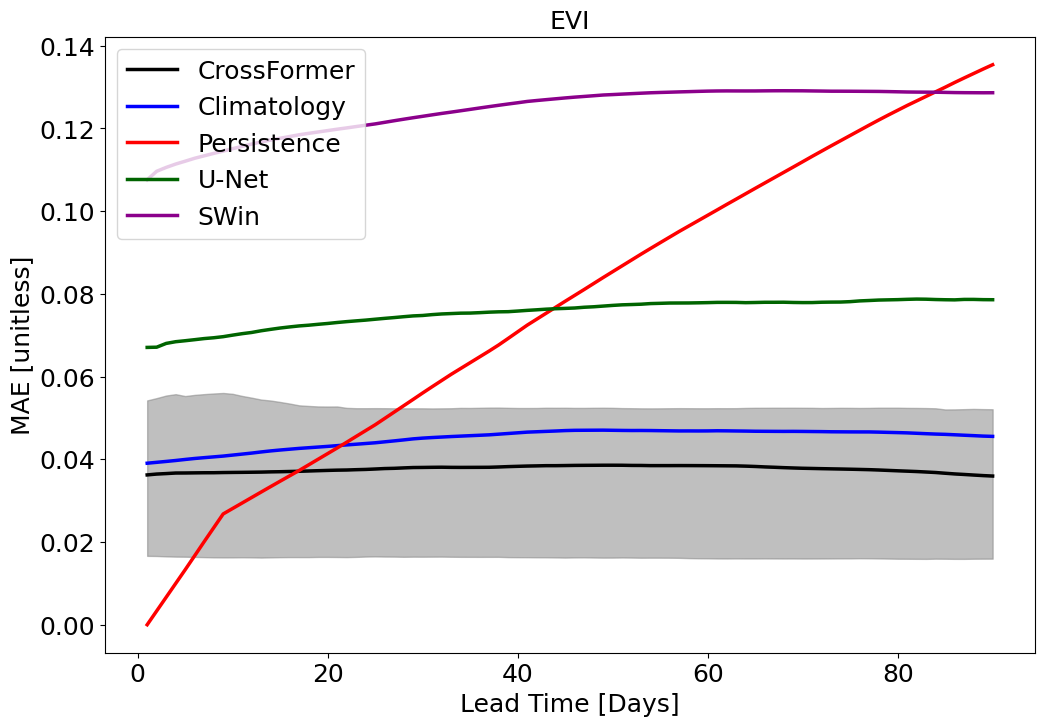 EVI
0.14
0.12
0.10
0.08
0.06
0.04
0.02
0.00
MAE [unitless]
CrossFormer
Climatology
Persistence
U-Net
SWin
0 20 40 60 80
Lead Time [Days]